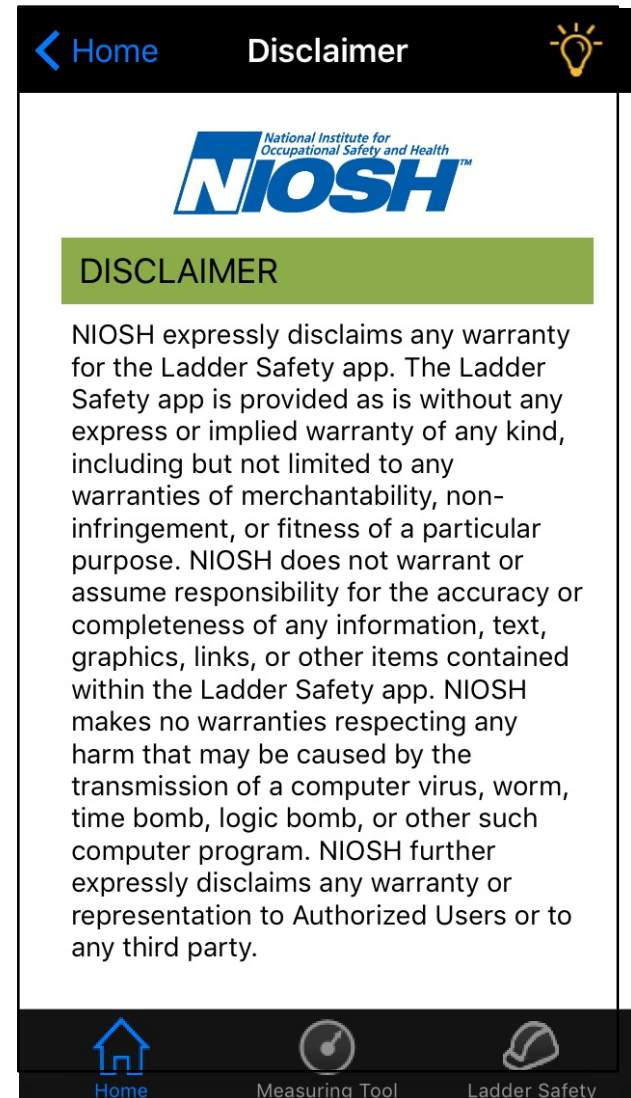 Home
Disclaimer
National Institute for
Occupational Safety and Health
NIOSH™
DISCLAIMER
NIOSH expressly disclaims any warranty
for the Ladder Safety app. The Ladder
Safety app is provided as is without any
express or implied warranty of any kind,
including but not limited to any
warranties of merchantability, non-
infringement, or fitness of a particular
purpose. NIOSH does not warrant or
assume responsibility for the accuracy or
completeness of any information, text,
graphics, links, or other items contained
within the Ladder Safety app. NIOSH
makes no warranties respecting any
harm that may be caused by the
transmission of a computer virus, worm,
time bomb, logic bomb, or other such
computer program. NIOSH further
expressly disclaims any warranty or
representation to Authorized Users or to
any third party.
Home
Measuring Tool
Ladder Safety